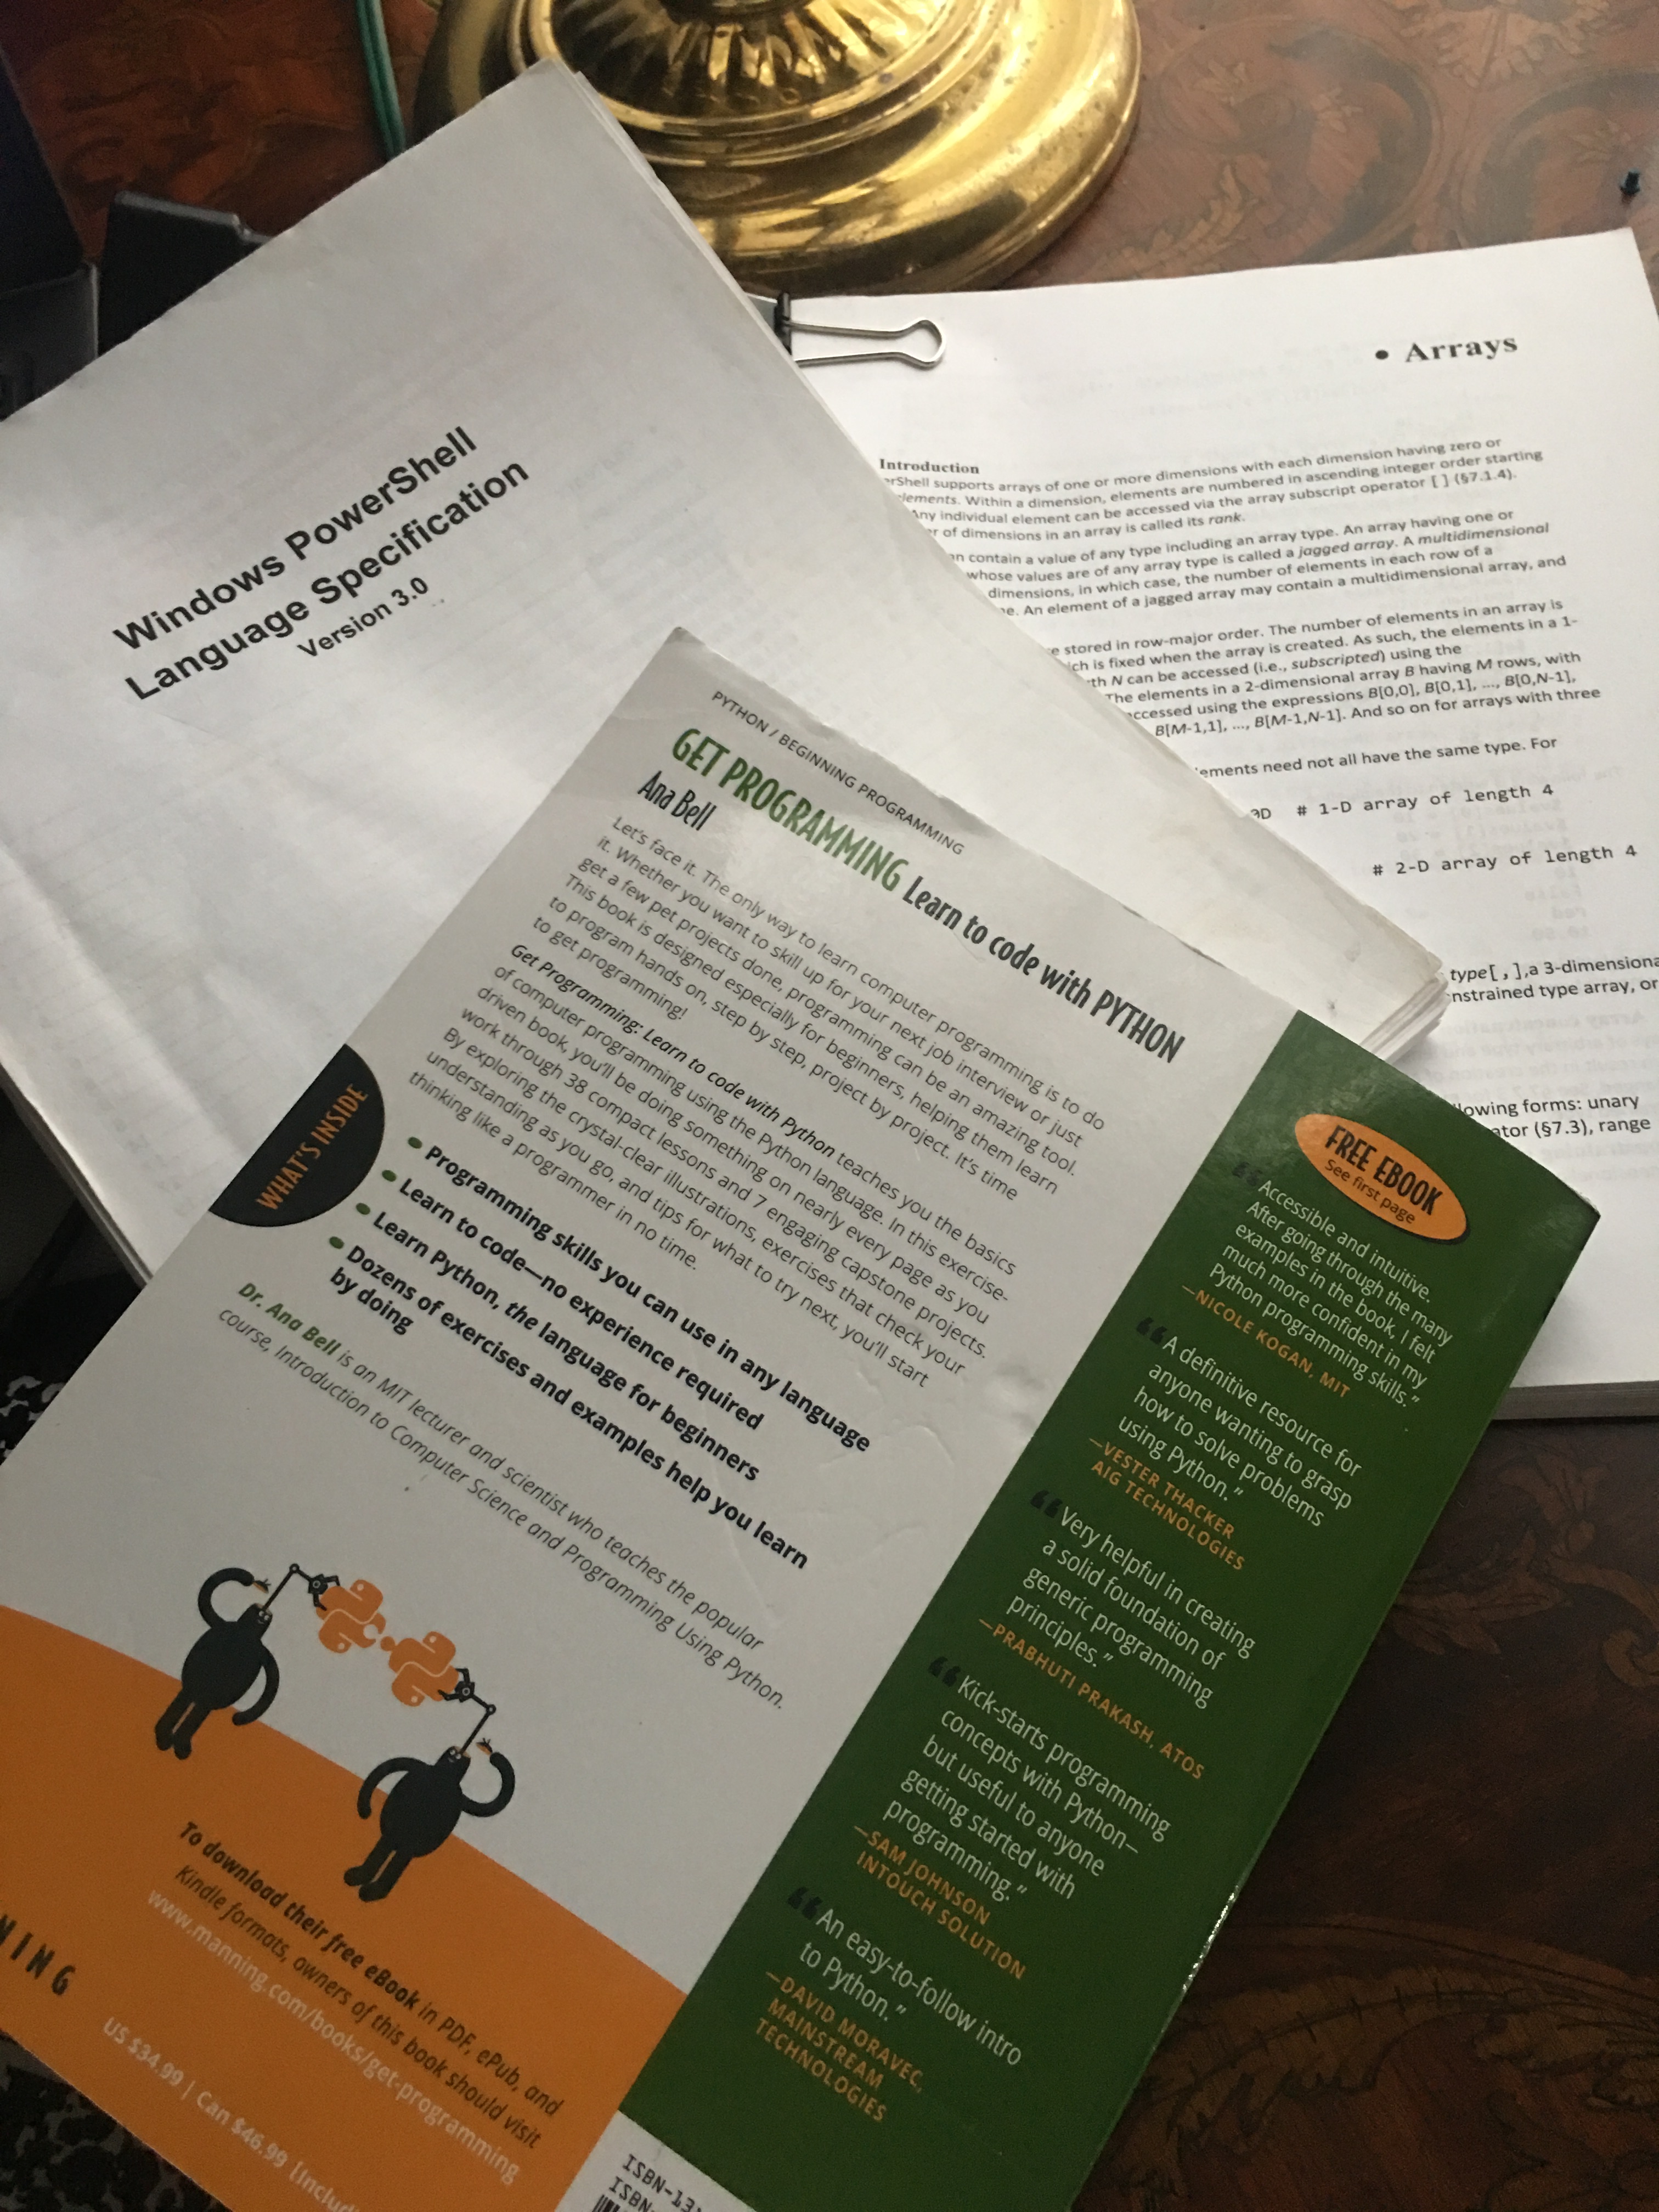 Windows PowerShell
Language Specification
Version 3.0
• Arrays
Introduction
erShell supports arrays of one or more dimensions with each dimension having zero or
elements. Within a dimension, elements are numbered in ascending integer order starting
Any individual element can be accessed via the array subscript operator [ ] (§7.1.4).
er of dimensions in an array is called its rank.
an contain a value of any type including an array type. An array having one or
whose values are of any array type is called a jagged array. A multidimensional
dimensions, in which case, the number of elements in each row of a
e. An element of a jagged array may contain a multidimensional array, and
e stored in row-major order. The number of elements in an array is
ich is fixed when the array is created. As such, the elements in a 1-
th N can be accessed (i.e., subscripted) using the
The elements in a 2-dimensional array B having M rows, with
accessed using the expressions B[0,0], B[0,1], ..., B[0,N-1],
B[M-1,1], ..., B[M-1,N-1]. And so on for arrays with three
lements need not all have the same type. For
0D # 1-D array of length 4
# 2-D array of length 4
type[,],a 3-dimensiona
nstrained type array, or
llowing forms: unary
ator (§7.3), range
PYTHON / BEGINNING PROGRAMMING
GET PROGRAMMING Learn to code with PYTHON
Ana Bell
Let's face it. The only way to learn computer programming is to do
it. Whether you want to skill up for your next job interview or just
get a few pet projects done, programming can be an amazing tool.
This book is designed especially for beginners, helping them learn
to program hands on, step by step, project by project. It's time
to get programming!
Get Programming: Learn to code with Python teaches you the basics
of computer programming using the Python language. In this exercise-
driven book, you'll be doing something on nearly every page as you
work through 38 compact lessons and 7 engaging capstone projects.
By exploring the crystal-clear illustrations, exercises that check your
understanding as you go, and tips for what to try next, you'll start
thinking like a programmer in no time.
WHAT'S INSIDE
• Programming skills you can use in any language
• Learn to code—no experience required
• Learn Python, the language for beginners
• Dozens of exercises and examples help you learn
by doing
Dr. Ana Bell is an MIT lecturer and scientist who teaches the popular
course, Introduction to Computer Science and Programming Using Python.
To download their free eBook in PDF, ePub, and
Kindle formats, owners of this book should visit
www.manning.com/books/get-programming
NING
US $34.99 | Can $46.99 [Includ
FREE EBOOK
See first page
“Accessible and intuitive.
After going through the many
examples in the book, I felt
much more confident in my
Python programming skills.”
—NICOLE KOGAN, MIT
“A definitive resource for
anyone wanting to grasp
how to solve problems
using Python.”
—VESTER THACKER
AIG TECHNOLOGIES
“Very helpful in creating
a solid foundation of
generic programming
principles.”
—PRABHUTI PRAKASH, ATOS
“Kick-starts programming
concepts with Python—
but useful to anyone
getting started with
programming.”
—SAM JOHNSON
INTOUCH SOLUTION
“An easy-to-follow intro
to Python.”
—DAVID MORAVEC,
MAINSTREAM
TECHNOLOGIES
ISBN-13:
ISBN-